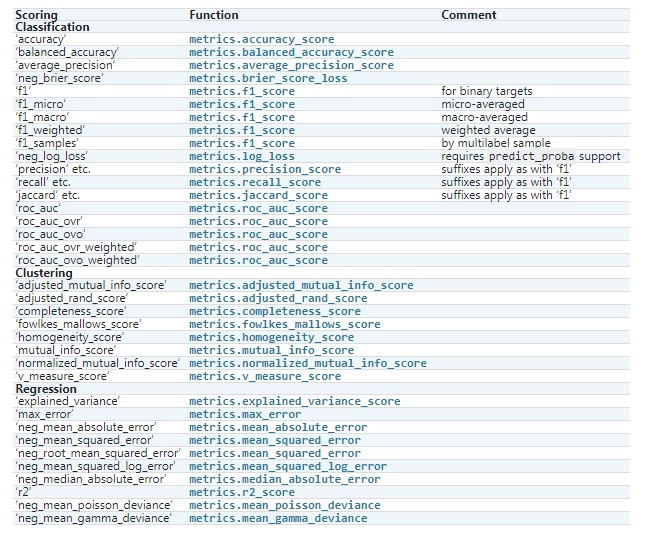 Scoring Function Comment
Classification
'accuracy' metrics.accuracy_score
'balanced_accuracy' metrics.balanced_accuracy_score
'average_precision' metrics.average_precision_score
'neg_brier_score' metrics.brier_score_loss
'f1' metrics.f1_score for binary targets
'f1_micro' metrics.f1_score micro-averaged
'f1_macro' metrics.f1_score macro-averaged
'f1_weighted' metrics.f1_score weighted average
'f1_samples' metrics.f1_score by multilabel sample
'neg_log_loss' metrics.log_loss requires predict_proba support
'precision' etc. metrics.precision_score suffixes apply as with 'f1'
'recall' etc. metrics.recall_score suffixes apply as with 'f1'
'jaccard' etc. metrics.jaccard_score suffixes apply as with 'f1'
'roc_auc' metrics.roc_auc_score
'roc_auc_ovr' metrics.roc_auc_score
'roc_auc_ovo' metrics.roc_auc_score
'roc_auc_ovr_weighted' metrics.roc_auc_score
'roc_auc_ovo_weighted' metrics.roc_auc_score
Clustering
'adjusted_mutual_info_score' metrics.adjusted_mutual_info_score
'adjusted_rand_score' metrics.adjusted_rand_score
'completeness_score' metrics.completeness_score
'fowlkes_mallows_score' metrics.fowlkes_mallows_score
'homogeneity_score' metrics.homogeneity_score
'mutual_info_score' metrics.mutual_info_score
'normalized_mutual_info_score' metrics.normalized_mutual_info_score
'v_measure_score' metrics.v_measure_score
Regression
'explained_variance' metrics.explained_variance_score
'max_error' metrics.max_error
'neg_mean_absolute_error' metrics.mean_absolute_error
'neg_mean_squared_error' metrics.mean_squared_error
'neg_root_mean_squared_error' metrics.mean_squared_error
'neg_mean_squared_log_error' metrics.mean_squared_log_error
'neg_median_absolute_error' metrics.median_absolute_error
'r2' metrics.r2_score
'neg_mean_poisson_deviance' metrics.mean_poisson_deviance
'neg_mean_gamma_deviance' metrics.mean_gamma_deviance